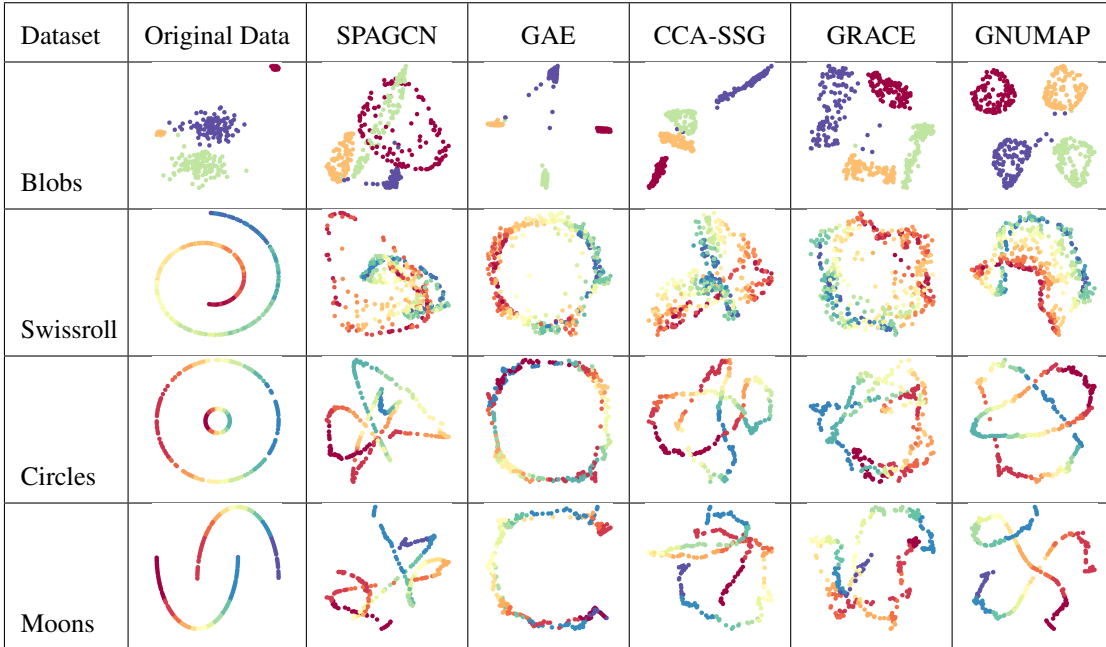 Dataset Original Data SPAGCN GAE CCA-SSG GRACE GNUMAP
Blobs
Swissroll
Circles
Moons